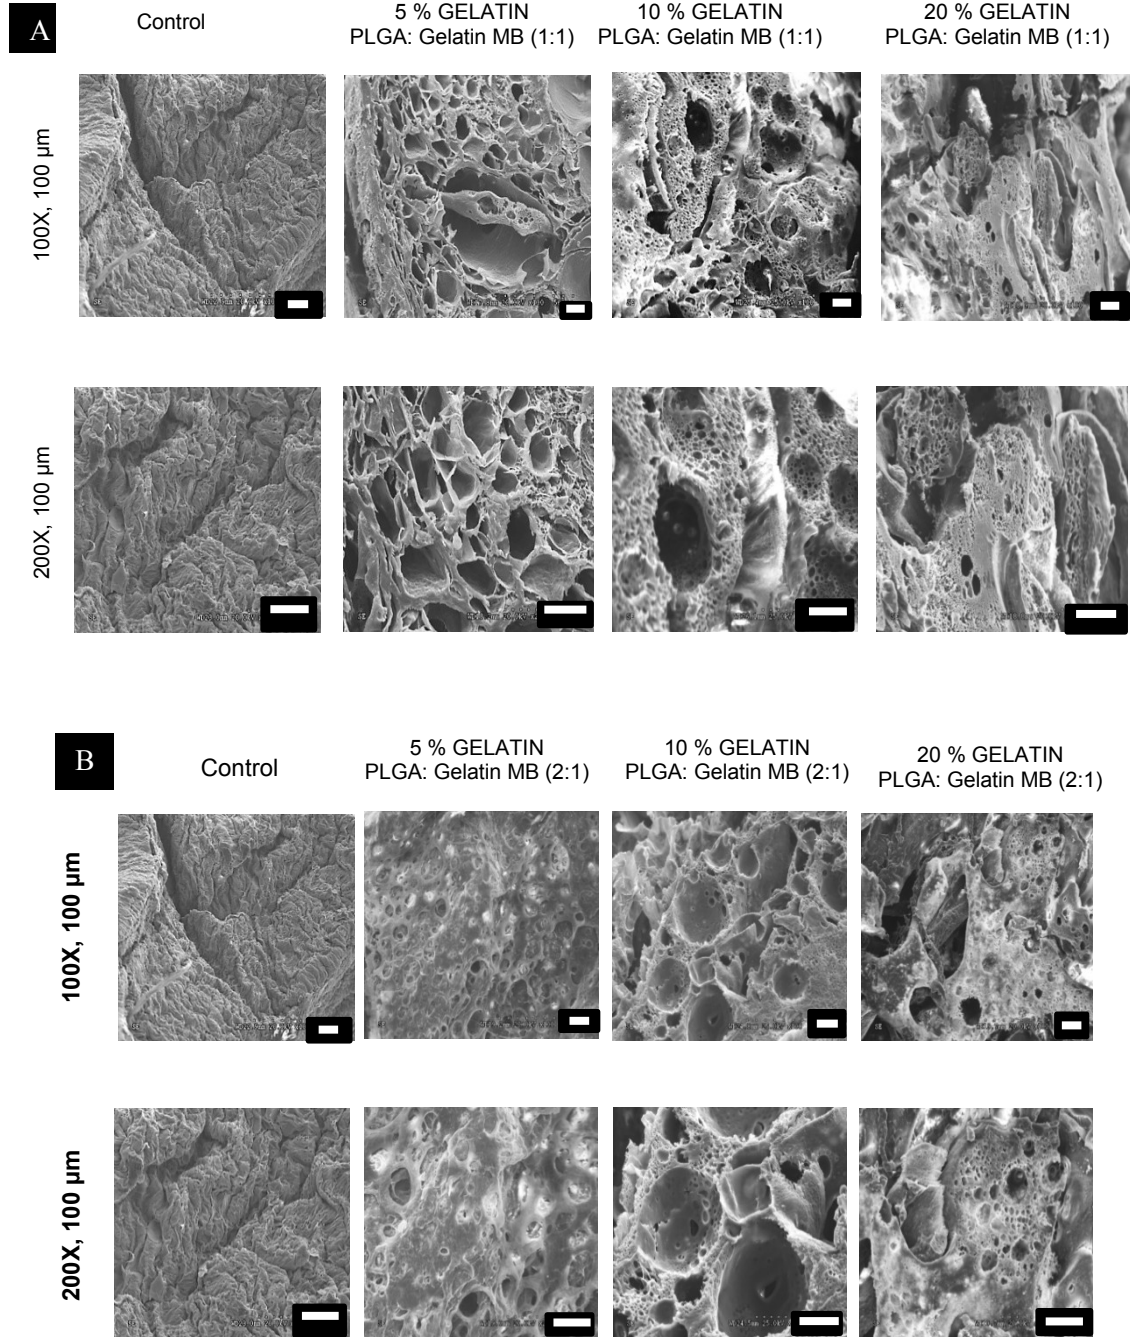 A
Control
5 % GELATIN
PLGA: Gelatin MB (1:1)
10 % GELATIN
PLGA: Gelatin MB (1:1)
20 % GELATIN
PLGA: Gelatin MB (1:1)
100X, 100 µm
200X, 100 µm
B
Control
5 % GELATIN
PLGA: Gelatin MB (2:1)
10 % GELATIN
PLGA: Gelatin MB (2:1)
20 % GELATIN
PLGA: Gelatin MB (2:1)
100X, 100 µm
200X, 100 µm